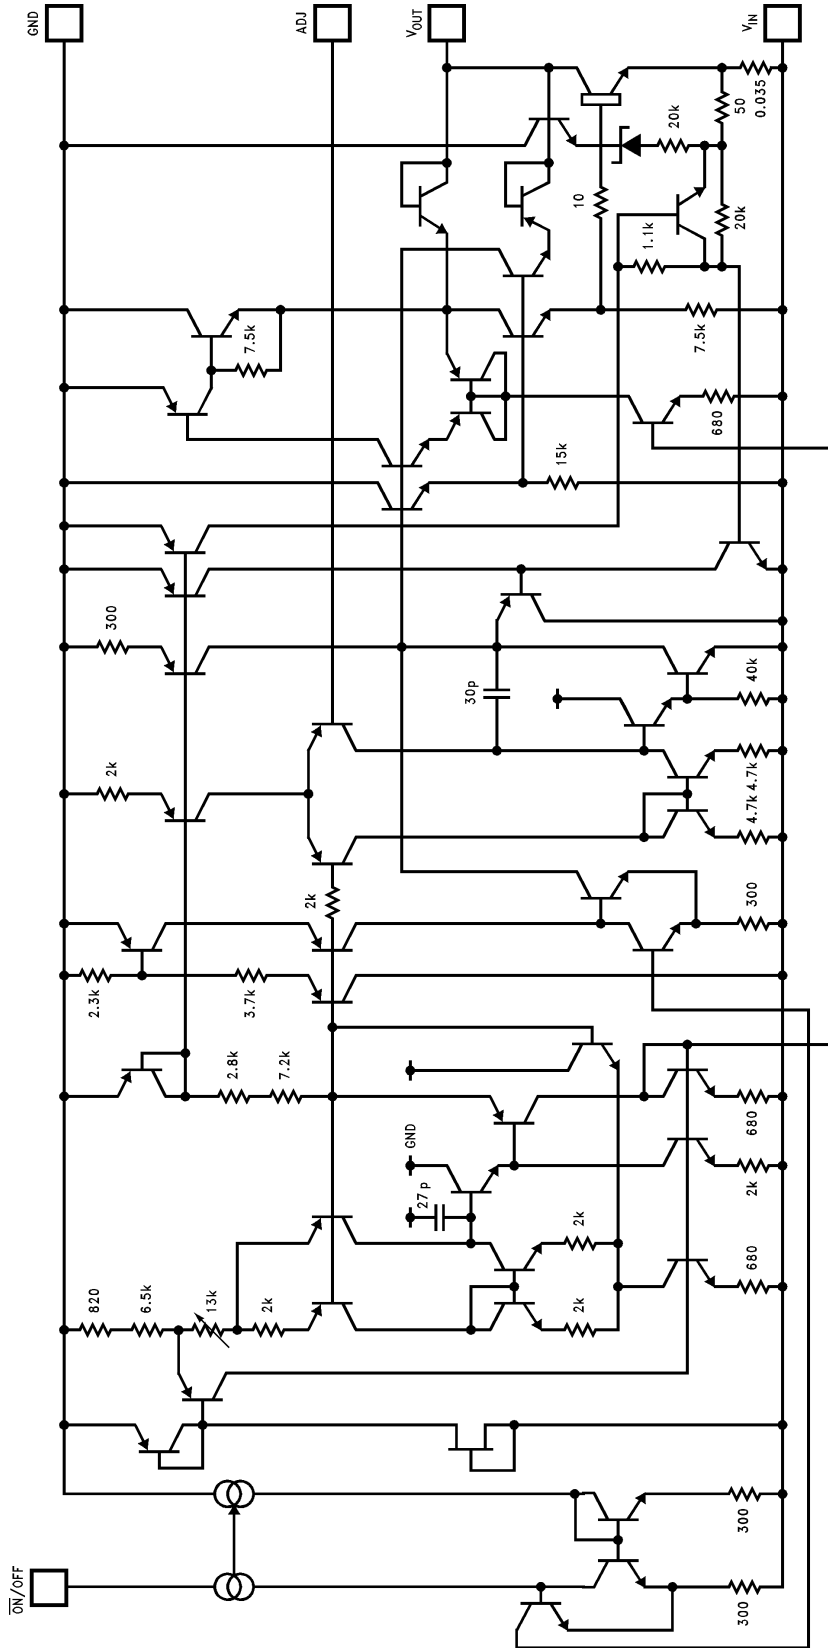 GND
ADJ
VOUT
VIN
0.035
50
20k
10
20k
1.1k
7.5k
7.5k
680
15k
300
30p
40k
2k
4.7k
4.7k
2k
300
2.3k
3.7k
2.8k
7.2k
680
GND
2k
27 p
2k
680
820
6.5k
13k
2k
2k
300
ON/OFF
300